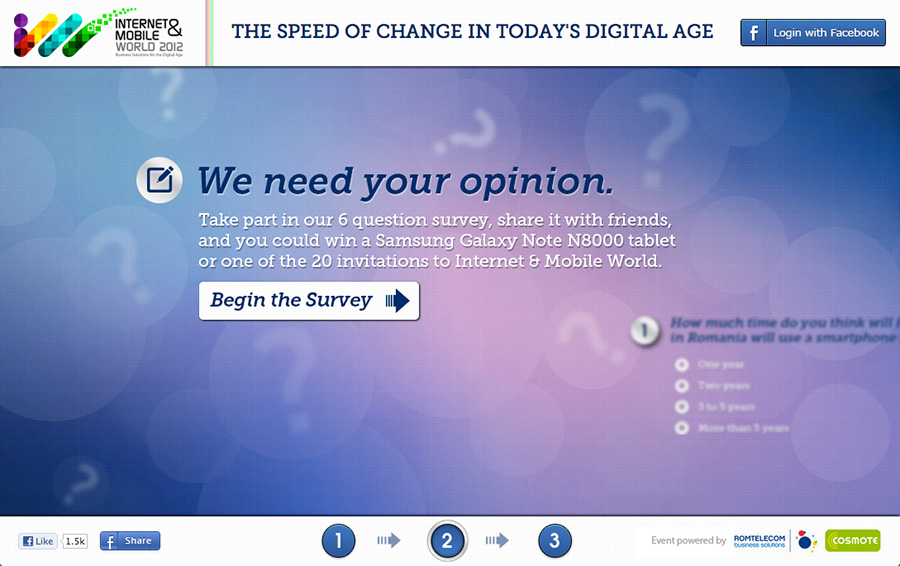 INTERNET&
MOBILE
WORLD 2012
Business Solutions for the Digital Age
THE SPEED OF CHANGE IN TODAY'S DIGITAL AGE
f Login with Facebook
We need your opinion.
Take part in our 6 question survey, share it with friends,
and you could win a Samsung Galaxy Note N8000 tablet
or one of the 20 invitations to Internet & Mobile World.
Begin the Survey
1
How much time do you think will
in Romania will use a smartphone
One year
Two years
3 to 5 years
More than 5 years
f Like 1.5k
f Share
1 2 3
Event powered by
ROMTELECOM
business solutions
COSMOTE